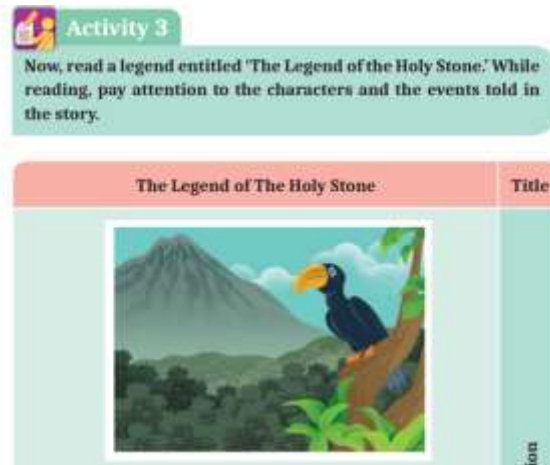 Activity 3
Now, read a legend entitled 'The Legend of the Holy Stone.' While
reading, pay attention to the characters and the events told in
the story.
The Legend of The Holy Stone
Title
ion